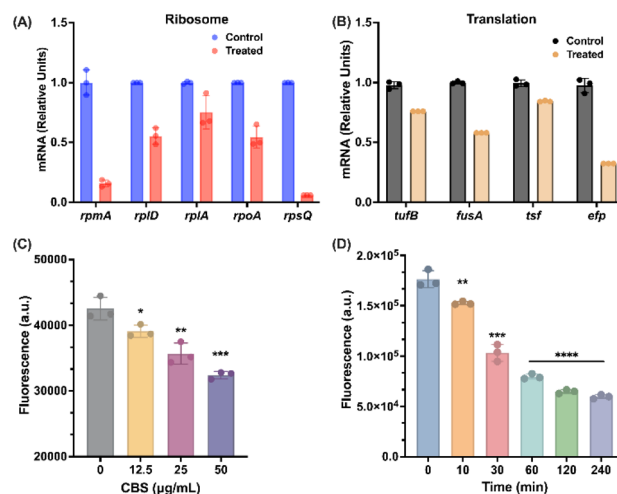 (A)
Ribosome
Control
Treated
mRNA (Relative Units)
1.5
1.0
0.5
0.0
rpmA rplD rplA rpoA rpsQ
(B)
Translation
Control
Treated
mRNA (Relative Units)
1.5
1.0
0.5
0.0
tufB fusA tsf efp
(C)
Fluorescence (a.u.)
50000
40000
30000
20000
*
**
***
0 12.5 25 50
CBS (μg/mL)
(D)
Fluorescence (a.u.)
2.0×10⁵
1.5×10⁵
1.0×10⁵
5.0×10⁴
0.0
**
***
****
0 10 30 60 120 240
Time (min)